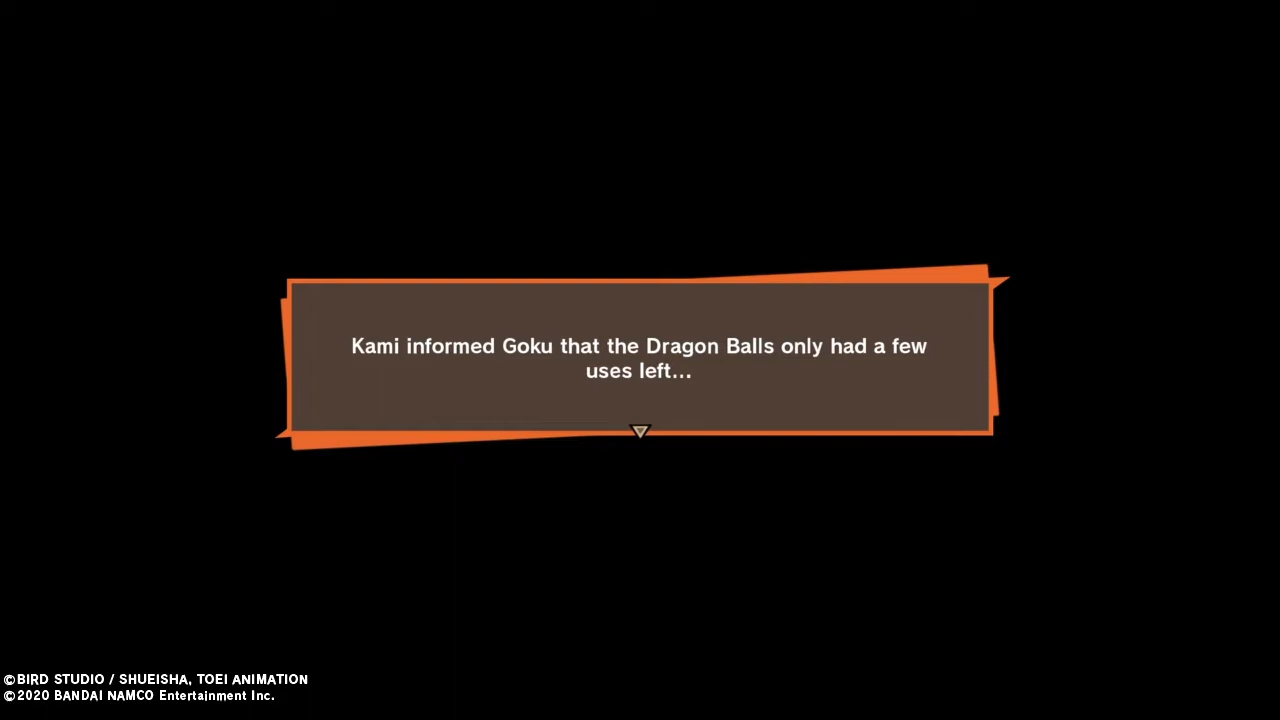 Kami informed Goku that the Dragon Balls only had a few
uses left...
©BIRD STUDIO / SHUEISHA, TOEI ANIMATION
©2020 BANDAI NAMCO Entertainment Inc.